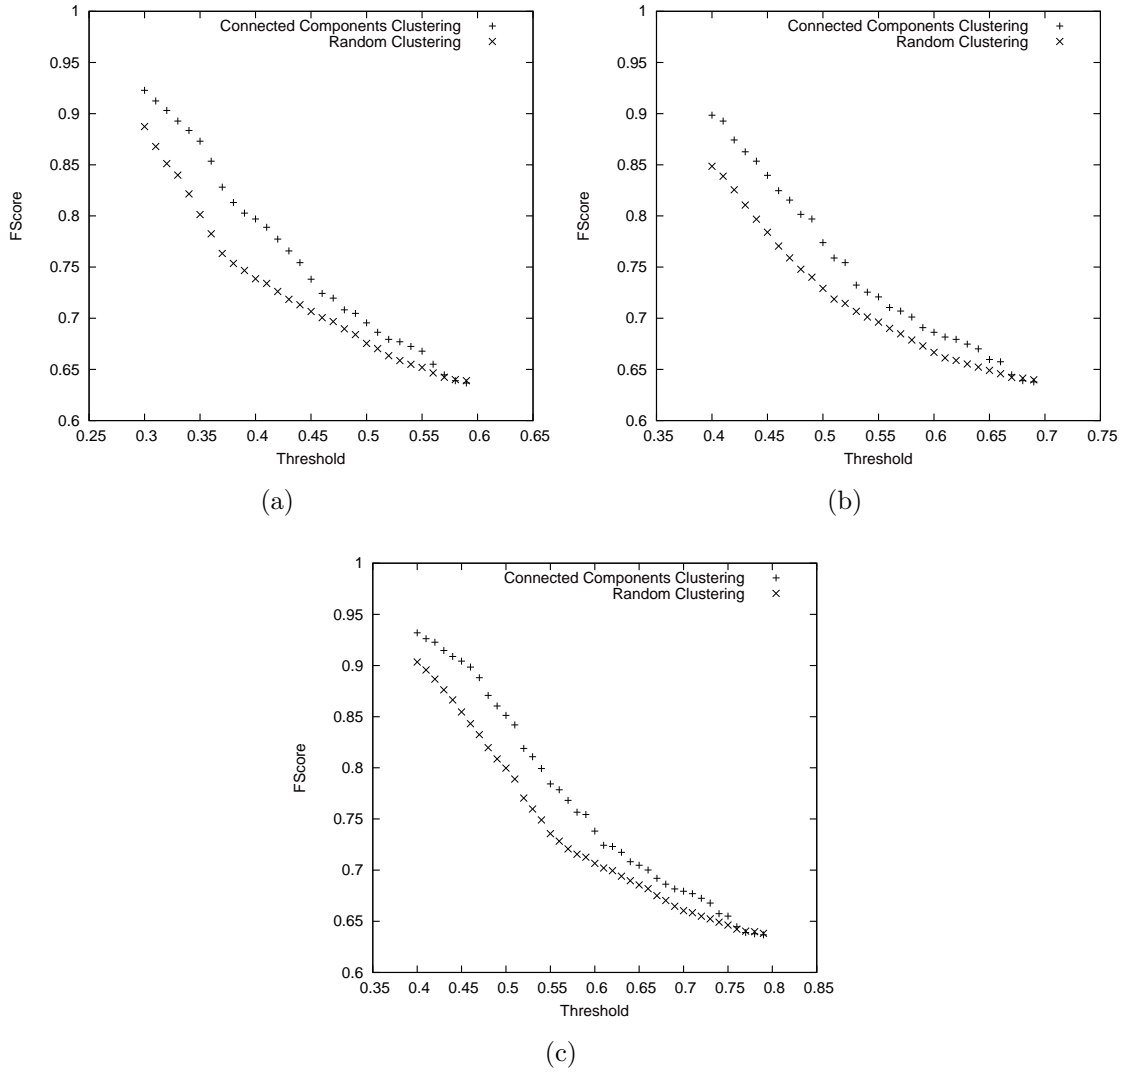 1
0.95
0.9
0.85
0.8
0.75
0.7
0.65
0.6
0.25 0.3 0.35 0.4 0.45 0.5 0.55 0.6 0.65
FScore
Threshold
Connected Components Clustering
Random Clustering
(a)
1
0.95
0.9
0.85
0.8
0.75
0.7
0.65
0.6
0.35 0.4 0.45 0.5 0.55 0.6 0.65 0.7 0.75
FScore
Threshold
Connected Components Clustering
Random Clustering
(b)
1
0.95
0.9
0.85
0.8
0.75
0.7
0.65
0.6
0.35 0.4 0.45 0.5 0.55 0.6 0.65 0.7 0.75 0.8 0.85
FScore
Threshold
Connected Components Clustering
Random Clustering
(c)